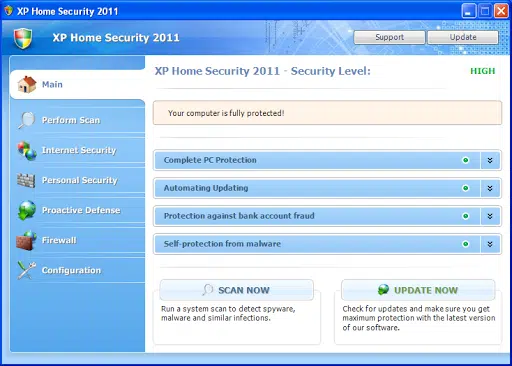 XP Home Security 2011
XP Home Security 2011
Support
Update
Main
Perform Scan
Internet Security
Personal Security
Proactive Defense
Firewall
Configuration
XP Home Security 2011 - Security Level:
HIGH
Your computer is fully protected!
Complete PC Protection
Automating Updating
Protection against bank account fraud
Self-protection from malware
SCAN NOW
Run a system scan to detect spyware,
malware and similar infections.
UPDATE NOW
Check for updates and make sure you get
maximum protection with the latest version
of our software.